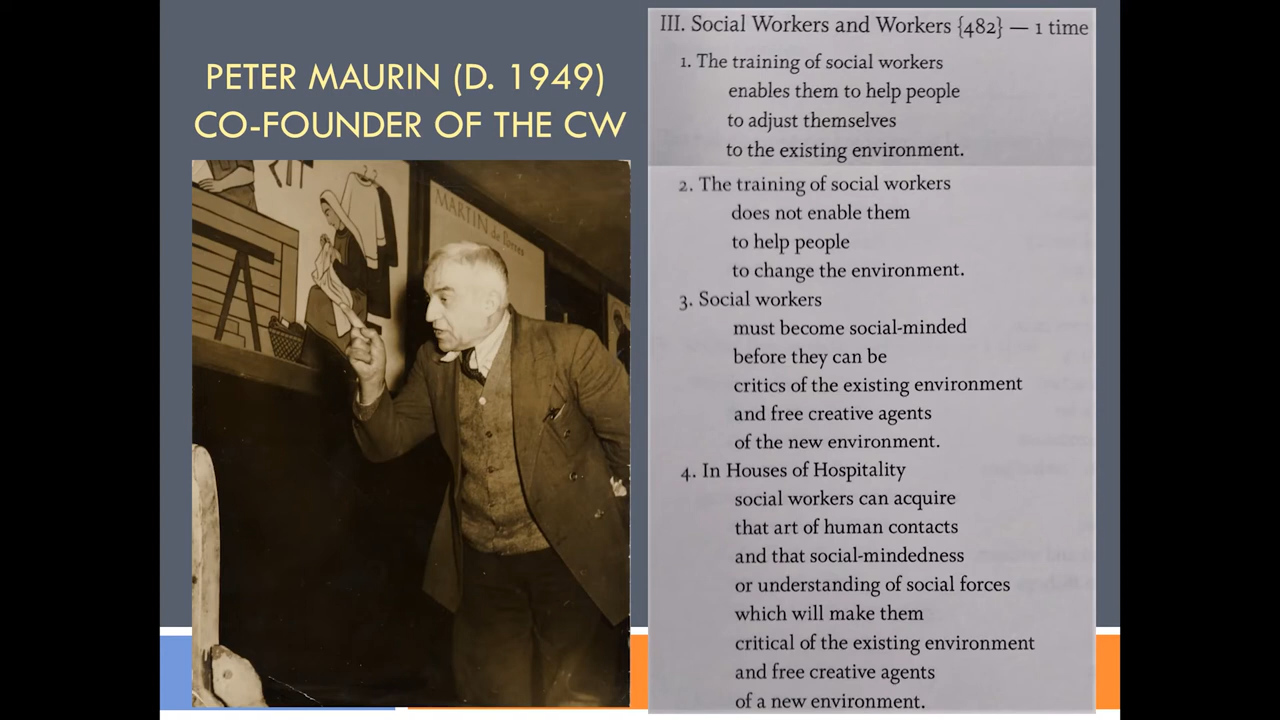 PETER MAURIN (D. 1949)
CO-FOUNDER OF THE CW
MARTIN de Porres
III. Social Workers and Workers {482} — 1 time
1. The training of social workers
enables them to help people
to adjust themselves
to the existing environment.
2. The training of social workers
does not enable them
to help people
to change the environment.
3. Social workers
must become social-minded
before they can be
critics of the existing environment
and free creative agents
of the new environment.
4. In Houses of Hospitality
social workers can acquire
that art of human contacts
and that social-mindedness
or understanding of social forces
which will make them
critical of the existing environment
and free creative agents
of a new environment.